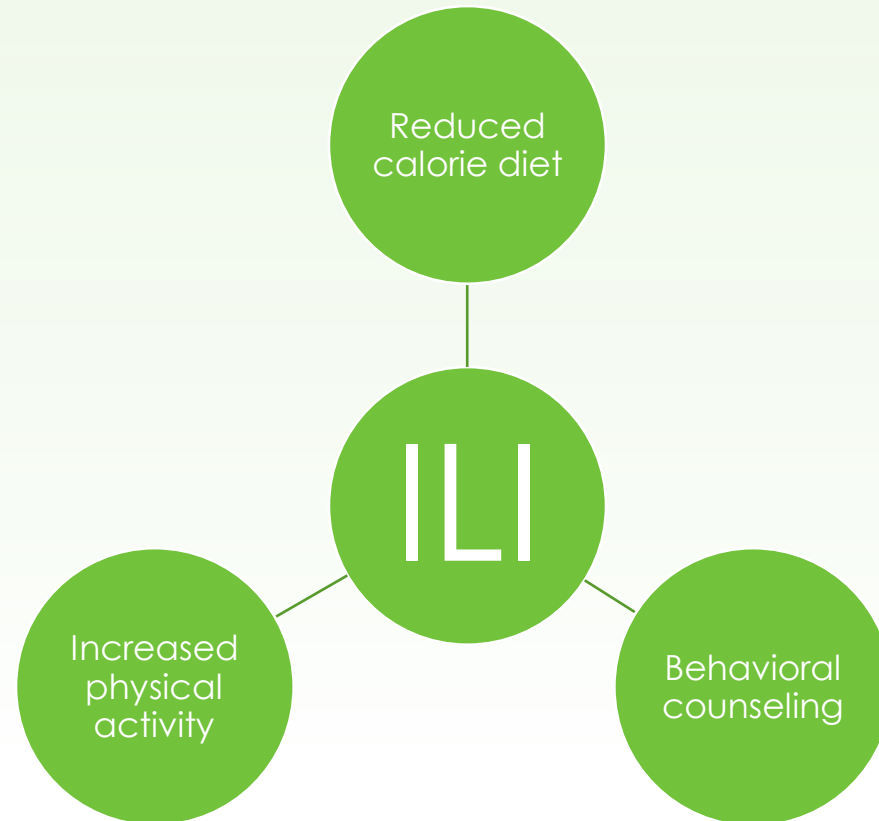 Reduced
calorie diet
ILI
Increased
physical
activity
Behavioral
counseling